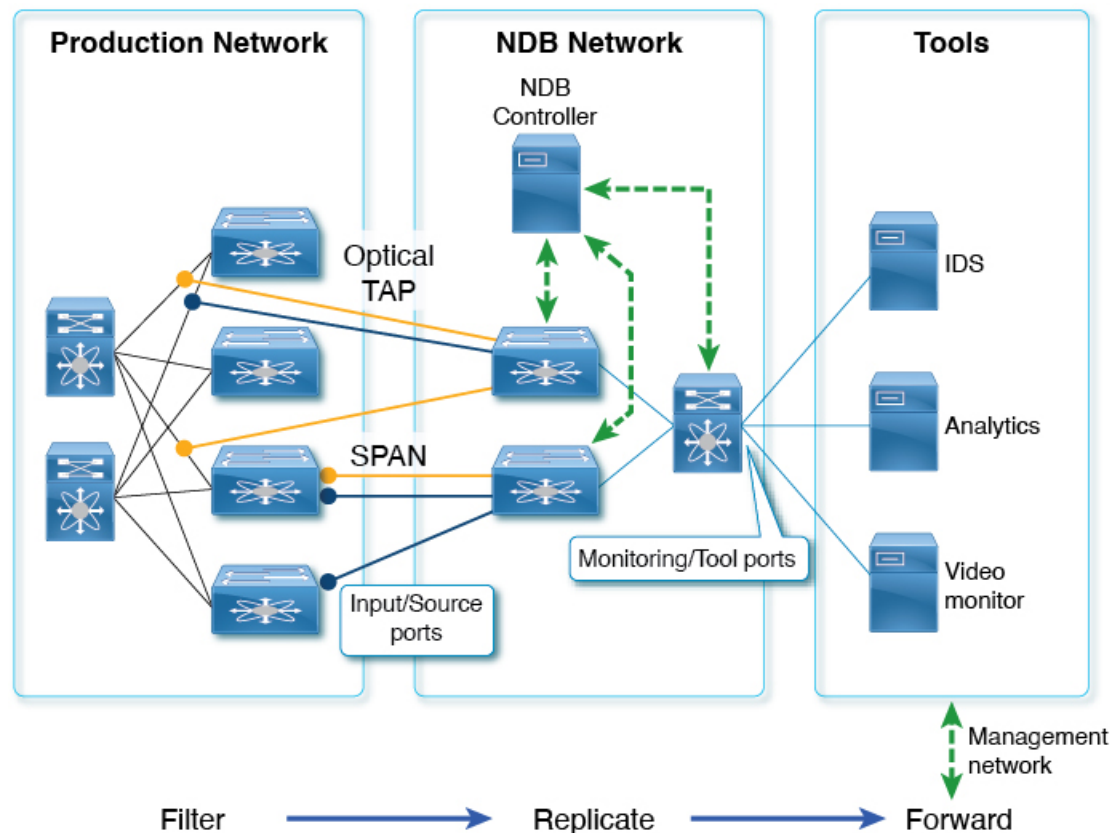 Production Network
NDB Network
Tools
NDB
Controller
Optical
TAP
IDS
SPAN
Analytics
Monitoring/Tool ports
Input/Source
ports
Video
monitor
Management
network
Filter
Replicate
Forward